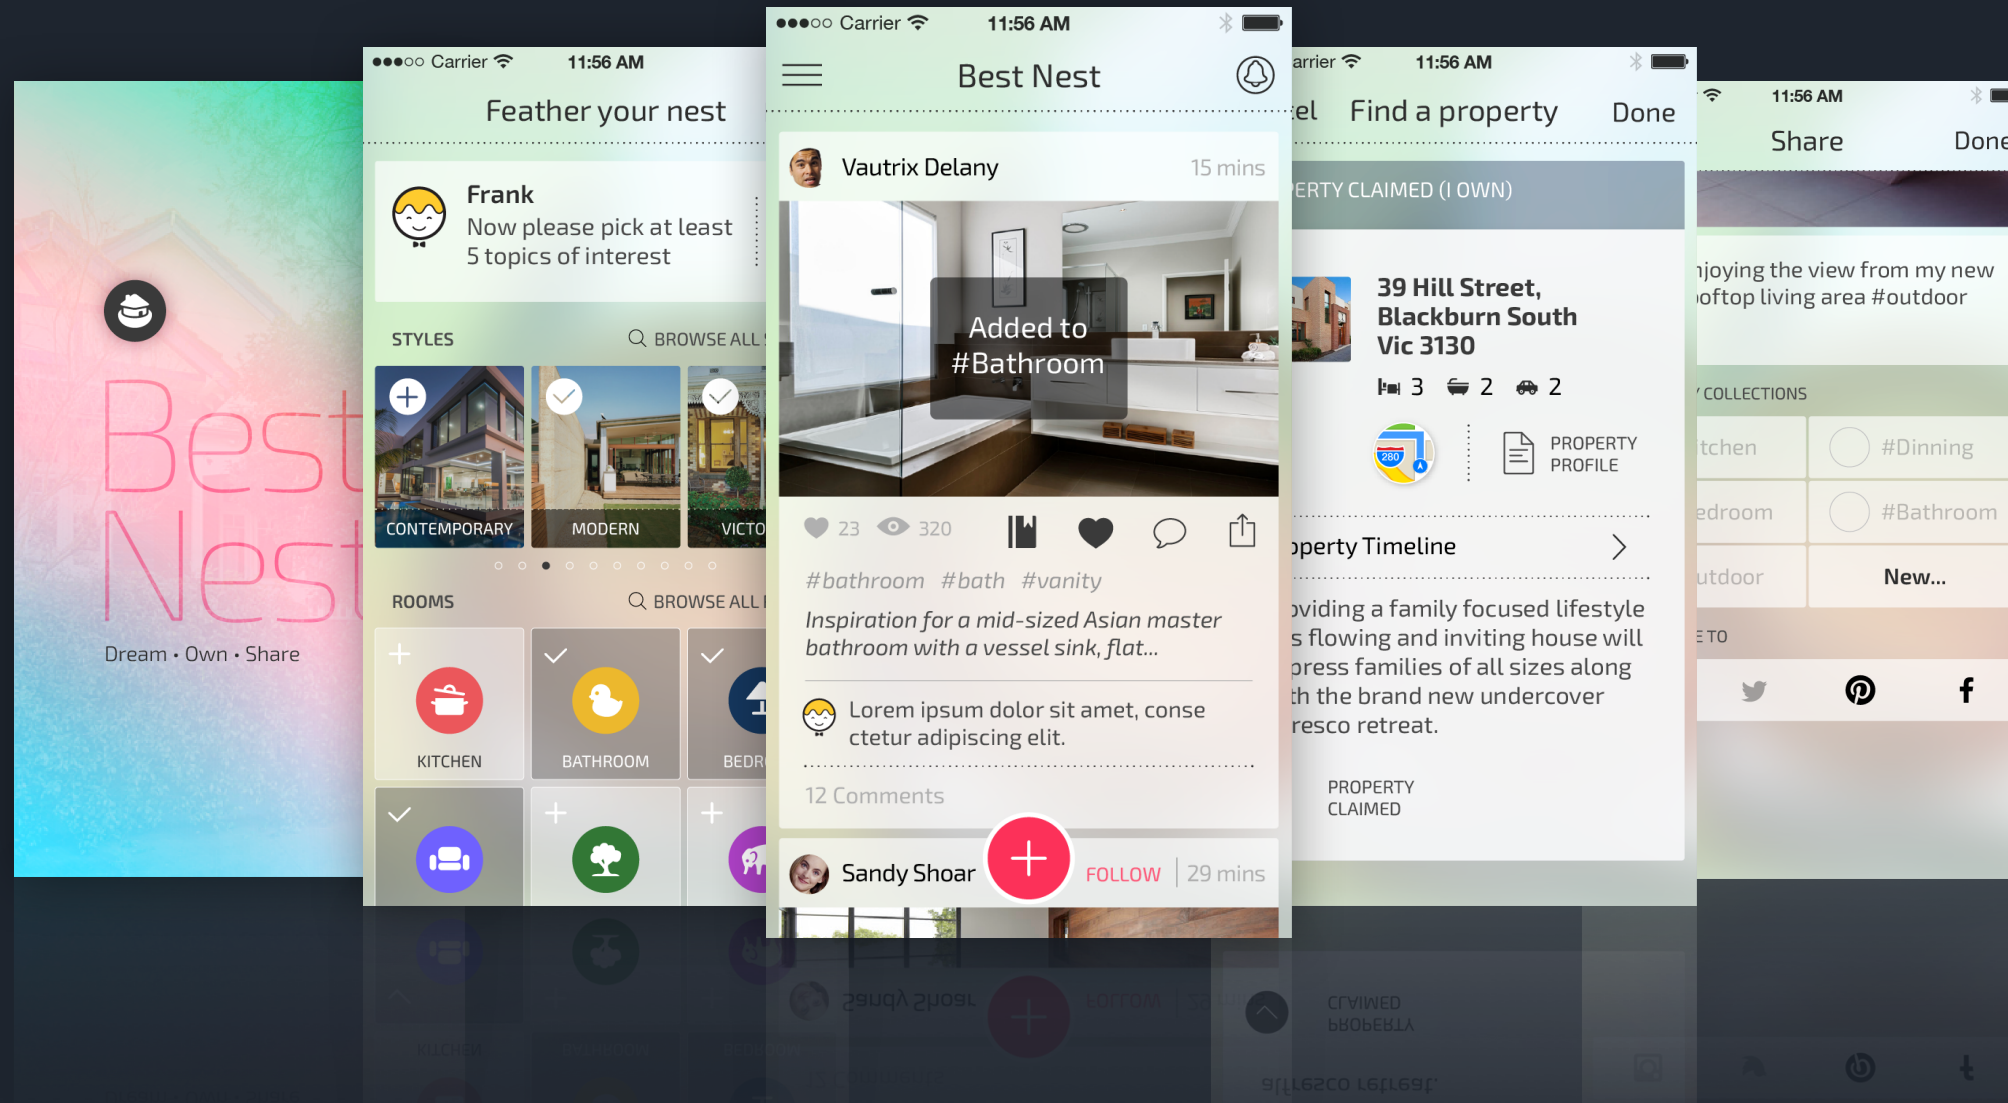 Best
Nest
Dream • Own • Share
Carrier
11:56 AM
Feather your nest
Frank
Now please pick at least
5 topics of interest
STYLES
BROWSE ALL
CONTEMPORARY
MODERN
VICTO
ROOMS
BROWSE ALL
KITCHEN
BATHROOM
BEDR
Carrier
11:56 AM
Best Nest
Vautrix Delany
15 mins
Added to
#Bathroom
23
320
#bathroom #bath #vanity
Inspiration for a mid-sized Asian master
bathroom with a vessel sink, flat...
Lorem ipsum dolor sit amet, conse
ctetur adipiscing elit.
12 Comments
Sandy Shoar
FOLLOW
29 mins
arrier
11:56 AM
cel
Find a property
Done
PERTY CLAIMED (I OWN)
39 Hill Street,
Blackburn South
Vic 3130
3
2
2
280
PROPERTY
PROFILE
operty Timeline
oviding a family focused lifestyle
s flowing and inviting house will
press families of all sizes along
th the brand new undercover
resco retreat.
PROPERTY
CLAIMED
11:56 AM
Share
Done
njoying the view from my new
ooftop living area #outdoor
Y COLLECTIONS
tchen
#Dinning
edroom
#Bathroom
utdoor
New...
E TO